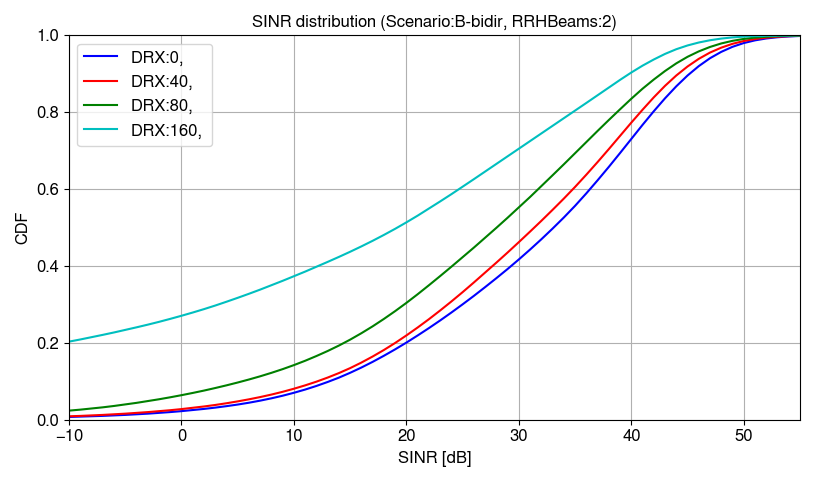 SINR distribution (Scenario:B-bidir, RRHBeams:2)
DRX:0,
DRX:40,
DRX:80,
DRX:160,
1.0
0.8
0.6
0.4
0.2
0.0
CDF
−10 0 10 20 30 40 50
SINR [dB]